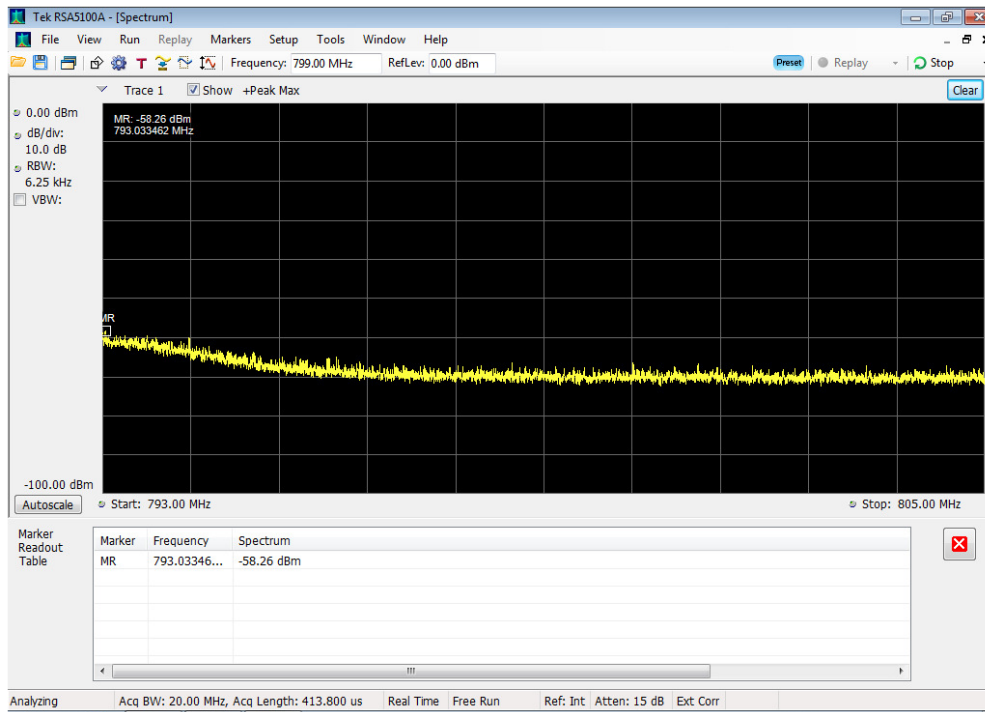 Tek RSA5100A - [Spectrum]
File View Run Replay Markers Setup Tools Window Help
T Frequency: 799.00 MHz RefLev: 0.00 dBm Preset Replay Stop
Trace 1 Show +Peak Max Clear
0.00 dBm
dB/div:
10.0 dB
RBW:
6.25 kHz
VBW:
MR: -58.26 dBm
793.033462 MHz
MR
-100.00 dBm
Autoscale Start: 793.00 MHz Stop: 805.00 MHz
Marker
Readout
Table
Marker Frequency Spectrum
MR 793.03346... -58.26 dBm
Analyzing Acq BW: 20.00 MHz, Acq Length: 413.800 us Real Time Free Run Ref: Int Atten: 15 dB Ext Corr